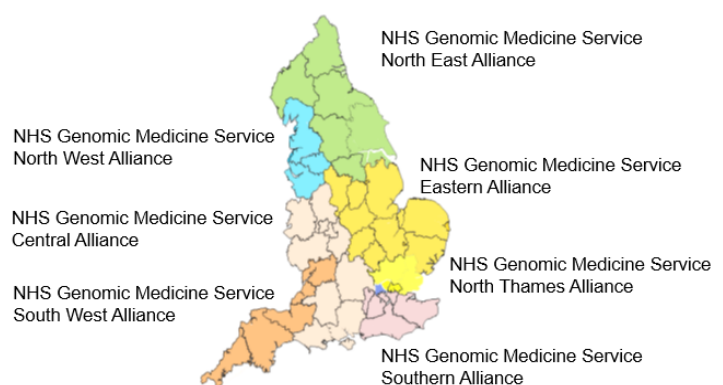 NHS Genomic Medicine Service
North East Alliance
NHS Genomic Medicine Service
North West Alliance
NHS Genomic Medicine Service
Eastern Alliance
NHS Genomic Medicine Service
Central Alliance
NHS Genomic Medicine Service
North Thames Alliance
NHS Genomic Medicine Service
South West Alliance
NHS Genomic Medicine Service
Southern Alliance